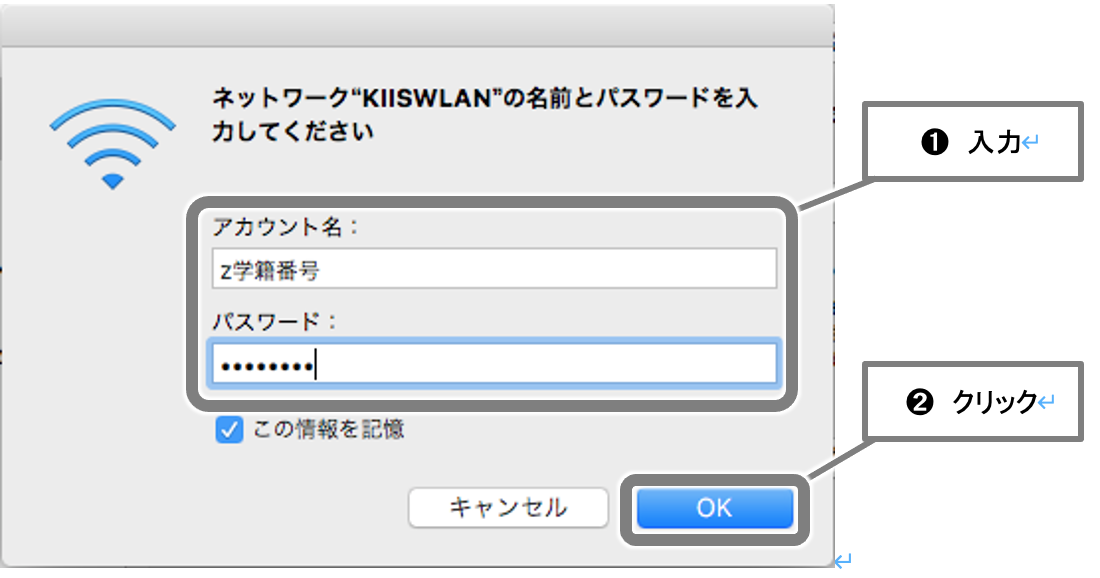 ネットワーク“KIISWLAN”の名前とパスワードを入
力してください
❶ 入力↵
アカウント名：
z学籍番号
パスワード：
••••••••
❷ クリック↵
この情報を記憶
キャンセル
OK
↵